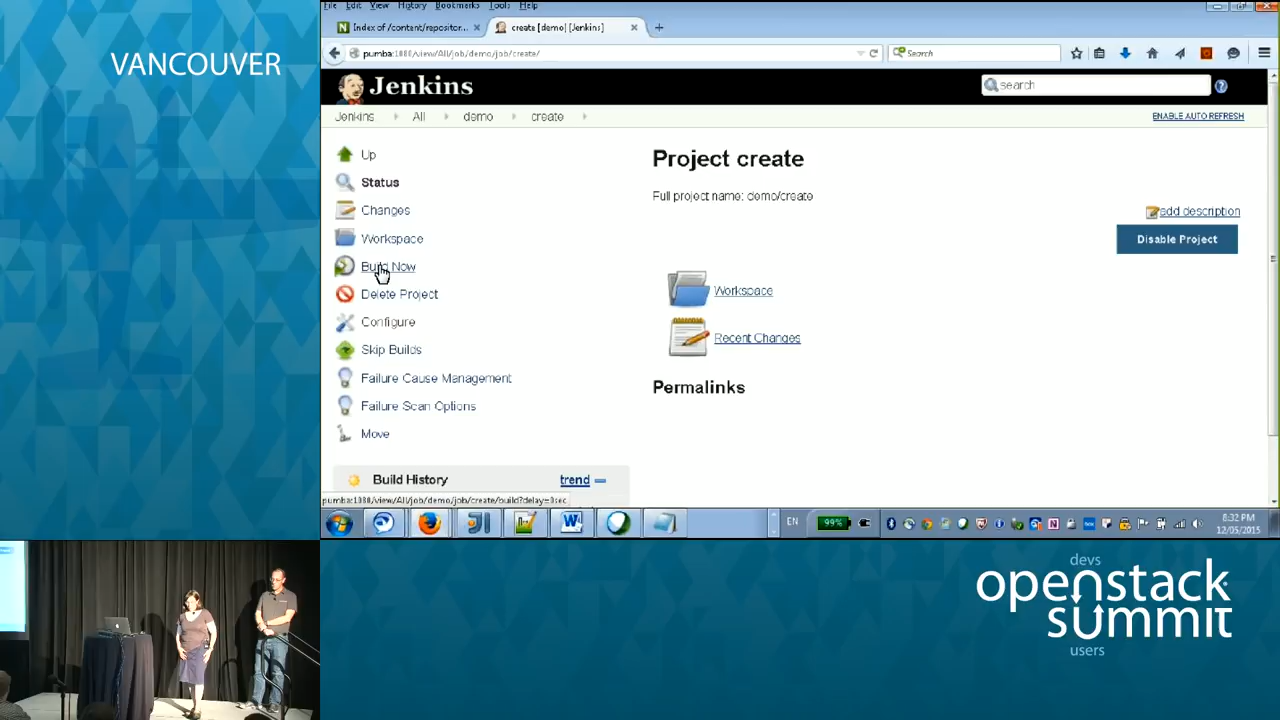 VANCOUVER
File Edit View History Bookmarks Tools Help
Index of /content/repositor...
create [demo] [Jenkins]
pumba:1080/view/All/job/demo/job/create/
Search
Jenkins
search
Jenkins All demo create
ENABLE AUTO REFRESH
Up
Status
Changes
Workspace
Build Now
Delete Project
Configure
Skip Builds
Failure Cause Management
Failure Scan Options
Move
Project create
Full project name: demo/create
add description
Disable Project
Workspace
Recent Changes
Permalinks
Build History
trend
pumba:1080/view/All/job/demo/job/create/build?delay=0sec
EN
99%
8:32 PM
12/05/2015
devs
openstack
summit
users